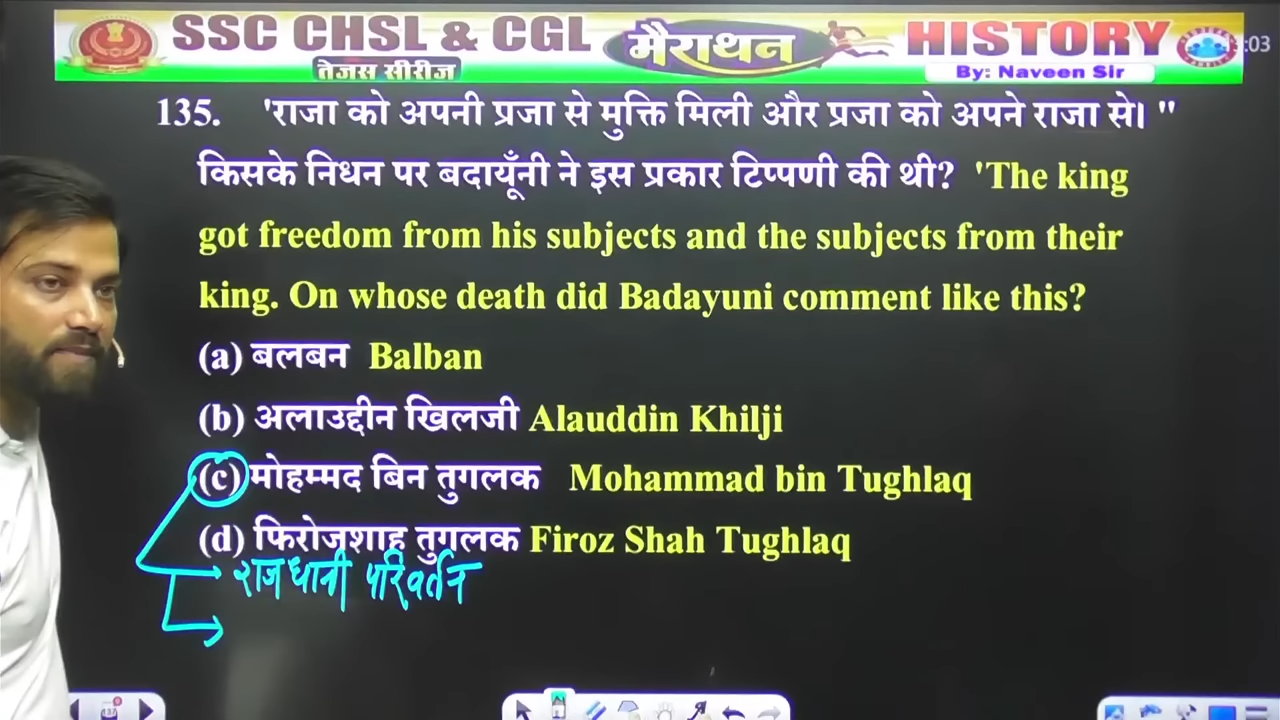 SSC CHSL & CGL
तेजस सीरीज
मैराथन
HISTORY
By: Naveen Sir
3:03
135. 'राजा को अपनी प्रजा से मुक्ति मिली और प्रजा को अपने राजा से। "
किसके निधन पर बदायूँनी ने इस प्रकार टिप्पणी की थी? 'The king
got freedom from his subjects and the subjects from their
king. On whose death did Badayuni comment like this?
(a) बलबन Balban
(b) अलाउद्दीन खिलजी Alauddin Khilji
(c) मोहम्मद बिन तुगलक Mohammad bin Tughlaq
(d) फिरोजशाह तुगलक Firoz Shah Tughlaq
राजधानी परिवर्तन